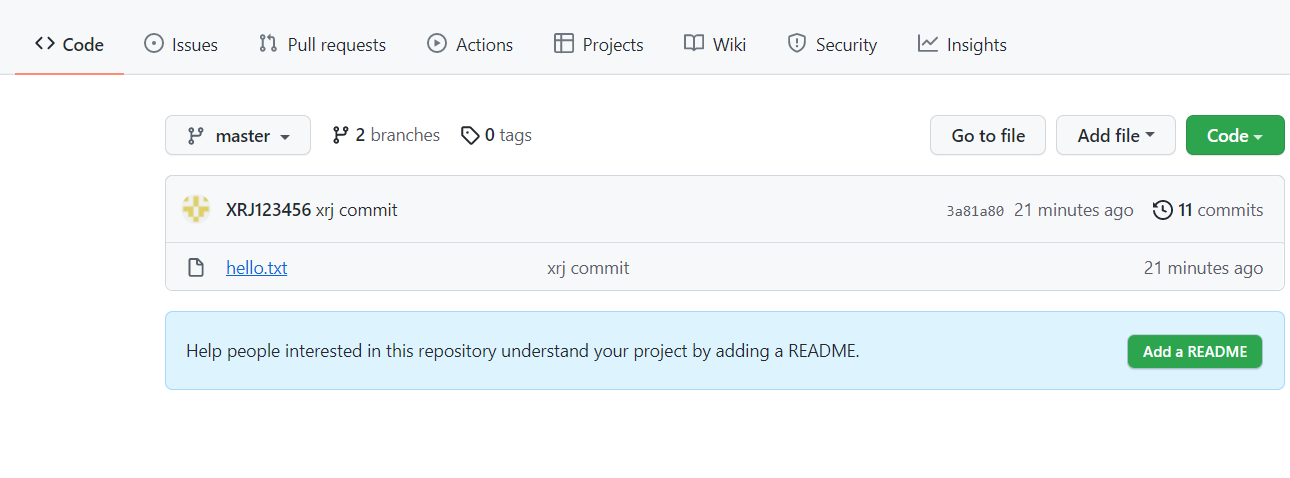 Code Issues Pull requests Actions Projects Wiki Security Insights
master 2 branches 0 tags Go to file Add file Code
XRJ123456 xrj commit 3a81a80 21 minutes ago 11 commits
hello.txt xrj commit 21 minutes ago
Help people interested in this repository understand your project by adding a README. Add a README